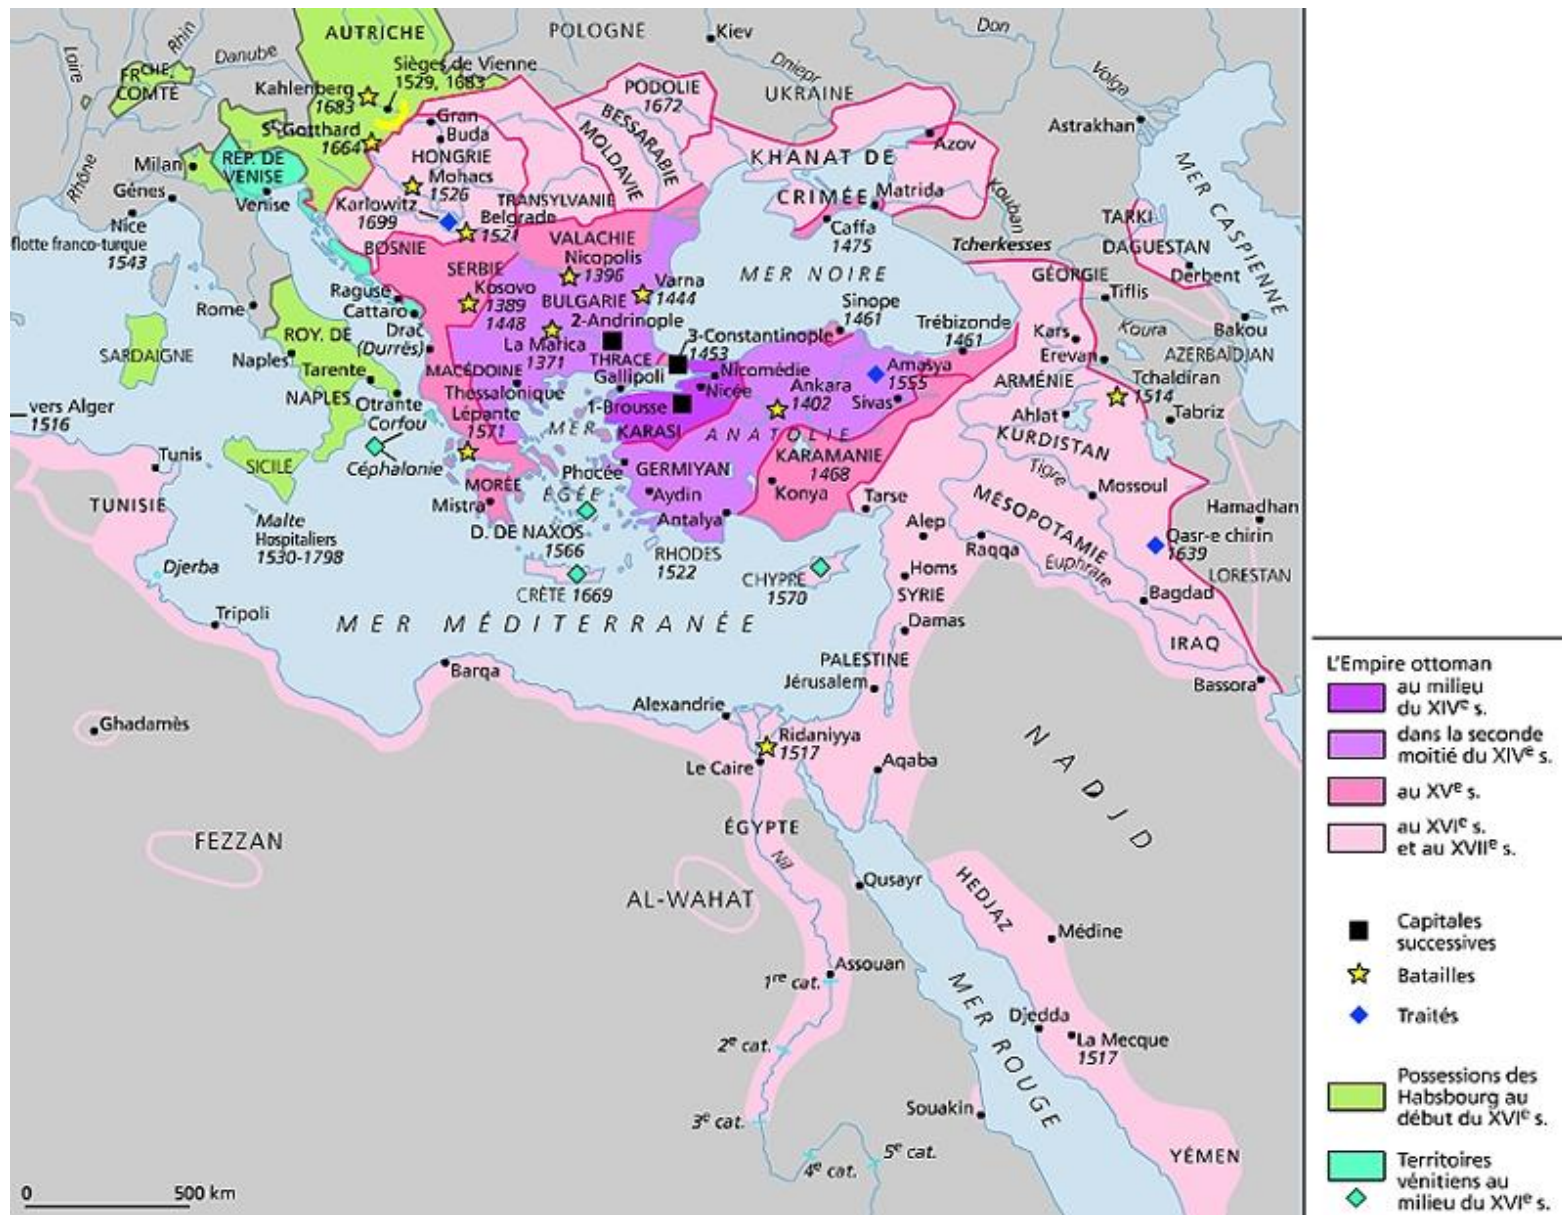 AUTRICHE
POLOGNE
Kiev
Don
Rhin
Loire
Danube
Dniepr
Volga
FRCHE.
COMTÉ
Sièges de Vienne
1529, 1683
Kahlenberg
1683
PODOLIE
1672
UKRAINE
Astrakhan
St Gotthard
1664
Gran
Buda
BESSARABIE
MOLDAVIE
Azov
Milan
RÉP. DE
VENISE
HONGRIE
Mohacs
1526
KHANAT DE
CRIMÉE
Matrida
Kouban
MER CASPIENNE
Rhône
Gênes
Venise
Karlowitz
1699
TRANSYLVANIE
Belgrade
1521
Caffa
1475
TARKI
Nice
flotte franco-turque
1543
BOSNIE
VALACHIE
Nicopolis
1396
Tcherkesses
DAGUESTAN
Derbent
SERBIE
Kosovo
1389
1448
BULGARIE
Varna
1444
MER NOIRE
GÉORGIE
Tiflis
Raguse
Cattaro
Rome
2-Andrinople
Sinope
1461
Trébizonde
1461
Kars
Koura
Bakou
Drac
(Durrës)
ROY. DE
NAPLES
La Marica
1371
3-Constantinople
1453
Erevan
AZERBAÏDJAN
SARDAIGNE
Naples
Tarente
MACÉDOINE
THRACE
Gallipoli
Nicomédie
Nicée
Amasya
1555
ARMÉNIE
Tchaldiran
1514
Thessalonique
Ankara
1402
Sivas
vers Alger
1516
Otrante
Lépante
1571
1-Brousse
Ahlat
Tabriz
Corfou
MER
ÉGÉE
KARASI
ANATOLIE
KURDISTAN
Tunis
SICILE
Céphalonie
KARAMANIE
1468
Phocée
GERMIYAN
Tigre
TUNISIE
MORÉE
Mistra
Aydin
Konya
Tarse
MÉSOPOTAMIE
Mossoul
Hamadhan
Malte
Hospitaliers
1530-1798
D. DE NAXOS
1566
Antalya
Alep
Raqqa
Qasr-e chirin
1639
RHODES
1522
CHYPRE
1570
Homs
Euphrate
LORESTAN
Djerba
CRÈTE 1669
SYRIE
Bagdad
Tripoli
MER MÉDITERRANÉE
Damas
IRAQ
Barqa
PALESTINE
Jérusalem
Bassora
Alexandrie
Ghadamès
Ridaniyya
1517
NADJD
Le Caire
Aqaba
ÉGYPTE
FEZZAN
Nil
Qusayr
HEDJAZ
AL-WAHAT
Médine
Assouan
1re cat.
MER ROUGE
Djedda
2e cat.
La Mecque
1517
3e cat.
Souakin
5e cat.
4e cat.
YÉMEN
0 500 km
L'Empire ottoman
au milieu
du XIVe s.
dans la seconde
moitié du XIVe s.
au XVe s.
au XVIe s.
et au XVIIe s.
Capitales
successives
Batailles
Traités
Possessions des
Habsbourg au
début du XVIe s.
Territoires
vénitiens au
milieu du XVIe s.